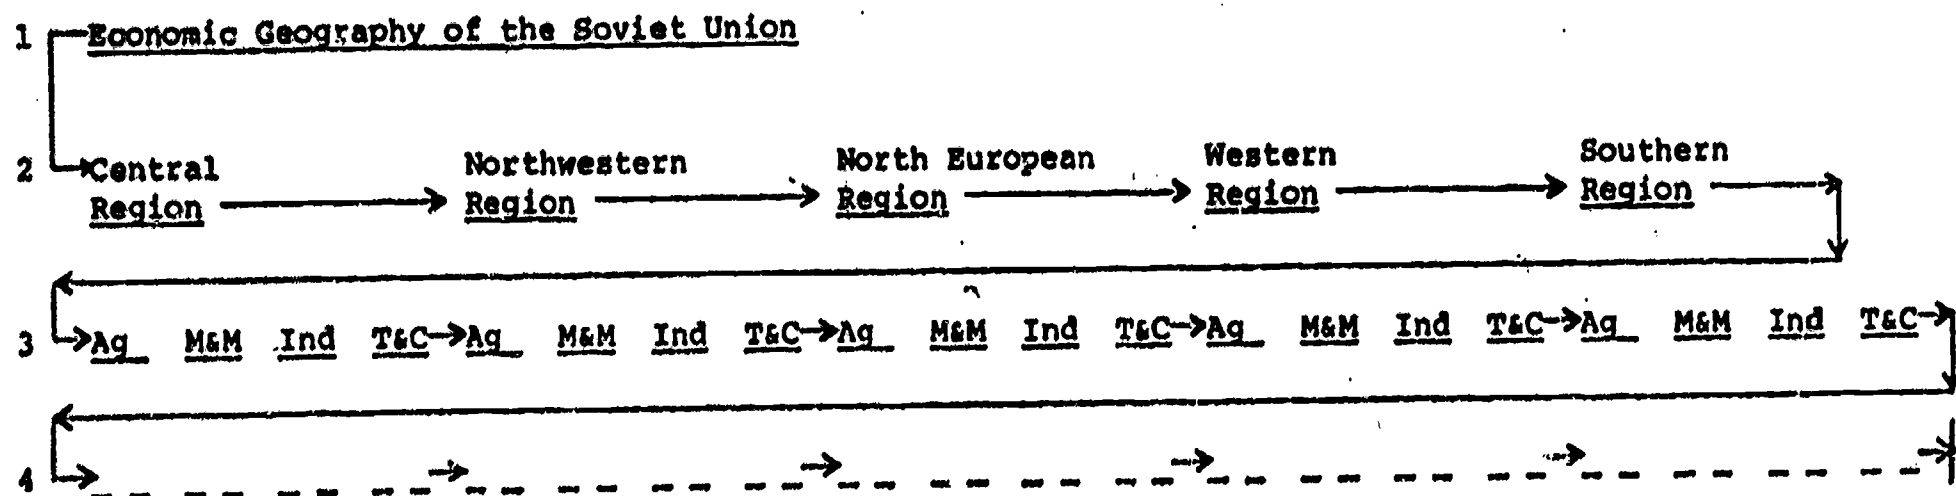 1 Economic Geography of the Soviet Union
2 Central Region Northwestern Region North European Region Western Region Southern Region
3 Ag M&M Ind T&C Ag M&M Ind T&C Ag M&M Ind T&C Ag M&M Ind T&C Ag M&M Ind T&C
4